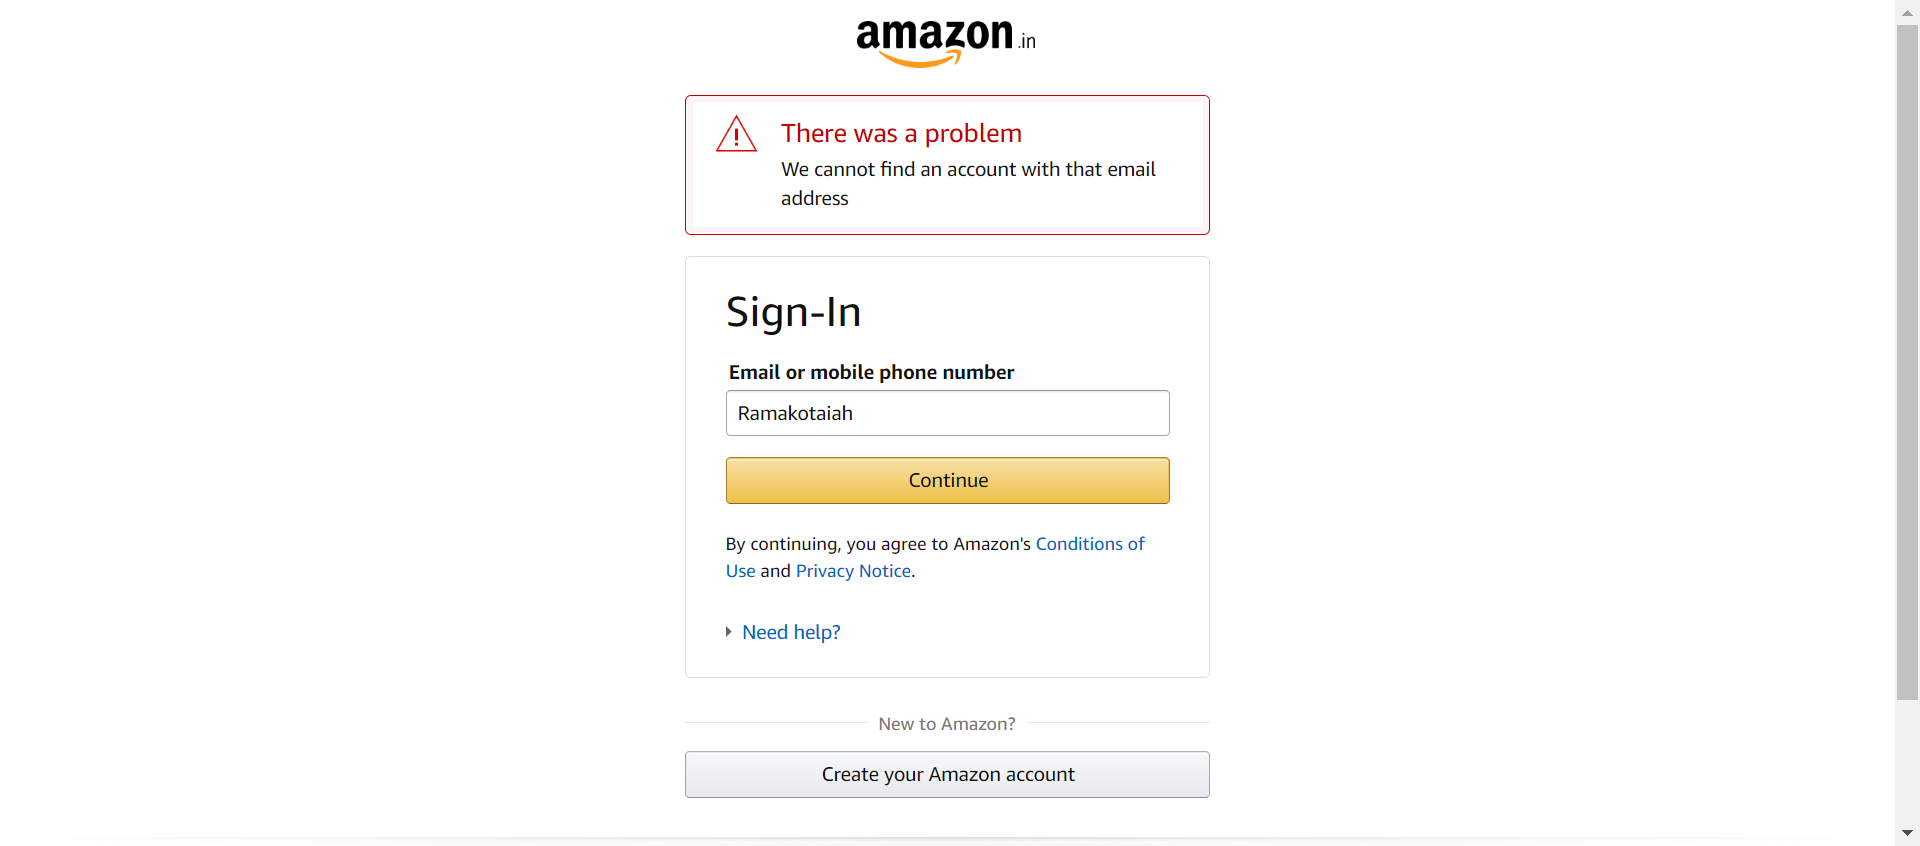 amazon.in
There was a problem
We cannot find an account with that email
address
Sign-In
Email or mobile phone number
Ramakotaiah
Continue
By continuing, you agree to Amazon's Conditions of
Use and Privacy Notice.
Need help?
New to Amazon?
Create your Amazon account